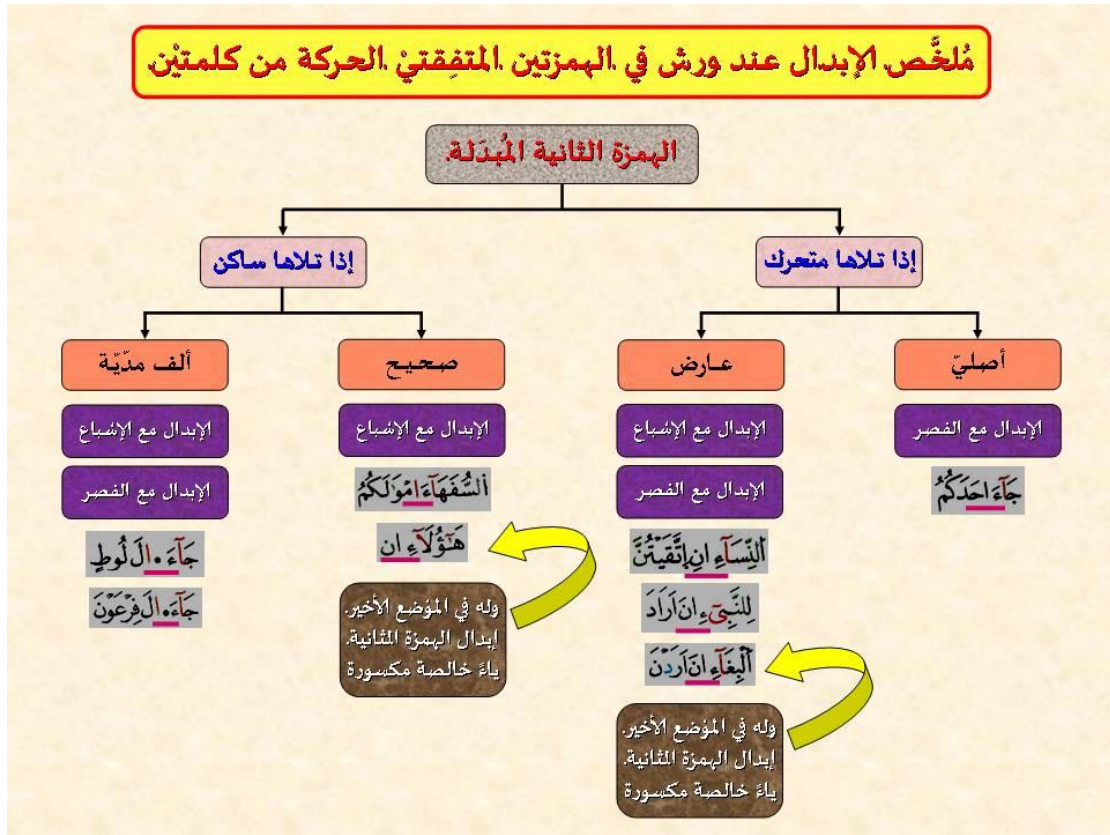 مُلخَّص الإبدال عند ورش في الهمزتين المتفِقتيْ الحركة من كلمتيْن
الهمزة الثانية المُبدَلة
إذا تلاها متحرك
إذا تلاها ساكن
أصليّ
عارض
صحيح
ألف مدّيّة
الإبدال مع القصر
جَآءَ احَدَكُمُ
الإبدال مع الإشباع
الإبدال مع القصر
اَلنِّسَآءِ انِ اِتَّقَيْتُنَّ
لِلنَّبِيٓءِ انَ اَرَادَ
اَلْبِغَآءِ انَ اَرَدْنَ
وله في الموضع الأخير
إبدال الهمزة الثانية
ياءً خالصة مكسورة
الإبدال مع الإشباع
اَلسُّفَهَآءَ امْوَٰلَكُمُ
هَٰٓؤُلَآءِ ان
وله في الموضع الأخير
إبدال الهمزة الثانية
ياءً خالصة مكسورة
الإبدال مع الإشباع
الإبدال مع القصر
جَآءَ الَ لُوطٍ
جَآءَ الَ فِرْعَوْنَ